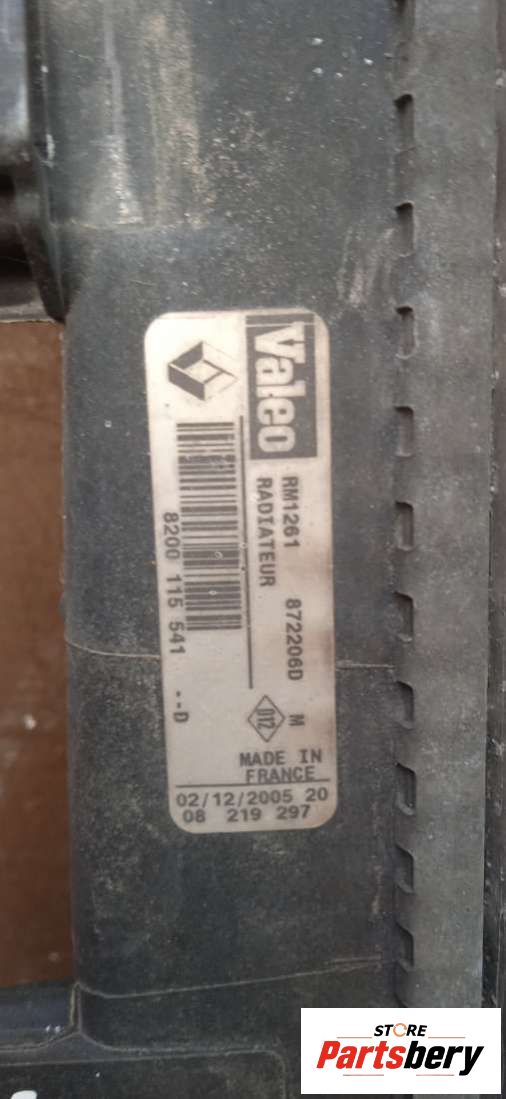 Valeo
RM1261 872206D M
RADIATEUR
012
8200 115 541 --D
MADE IN
FRANCE
02/12/2005 20
08 219 297
STORE
Partsbery